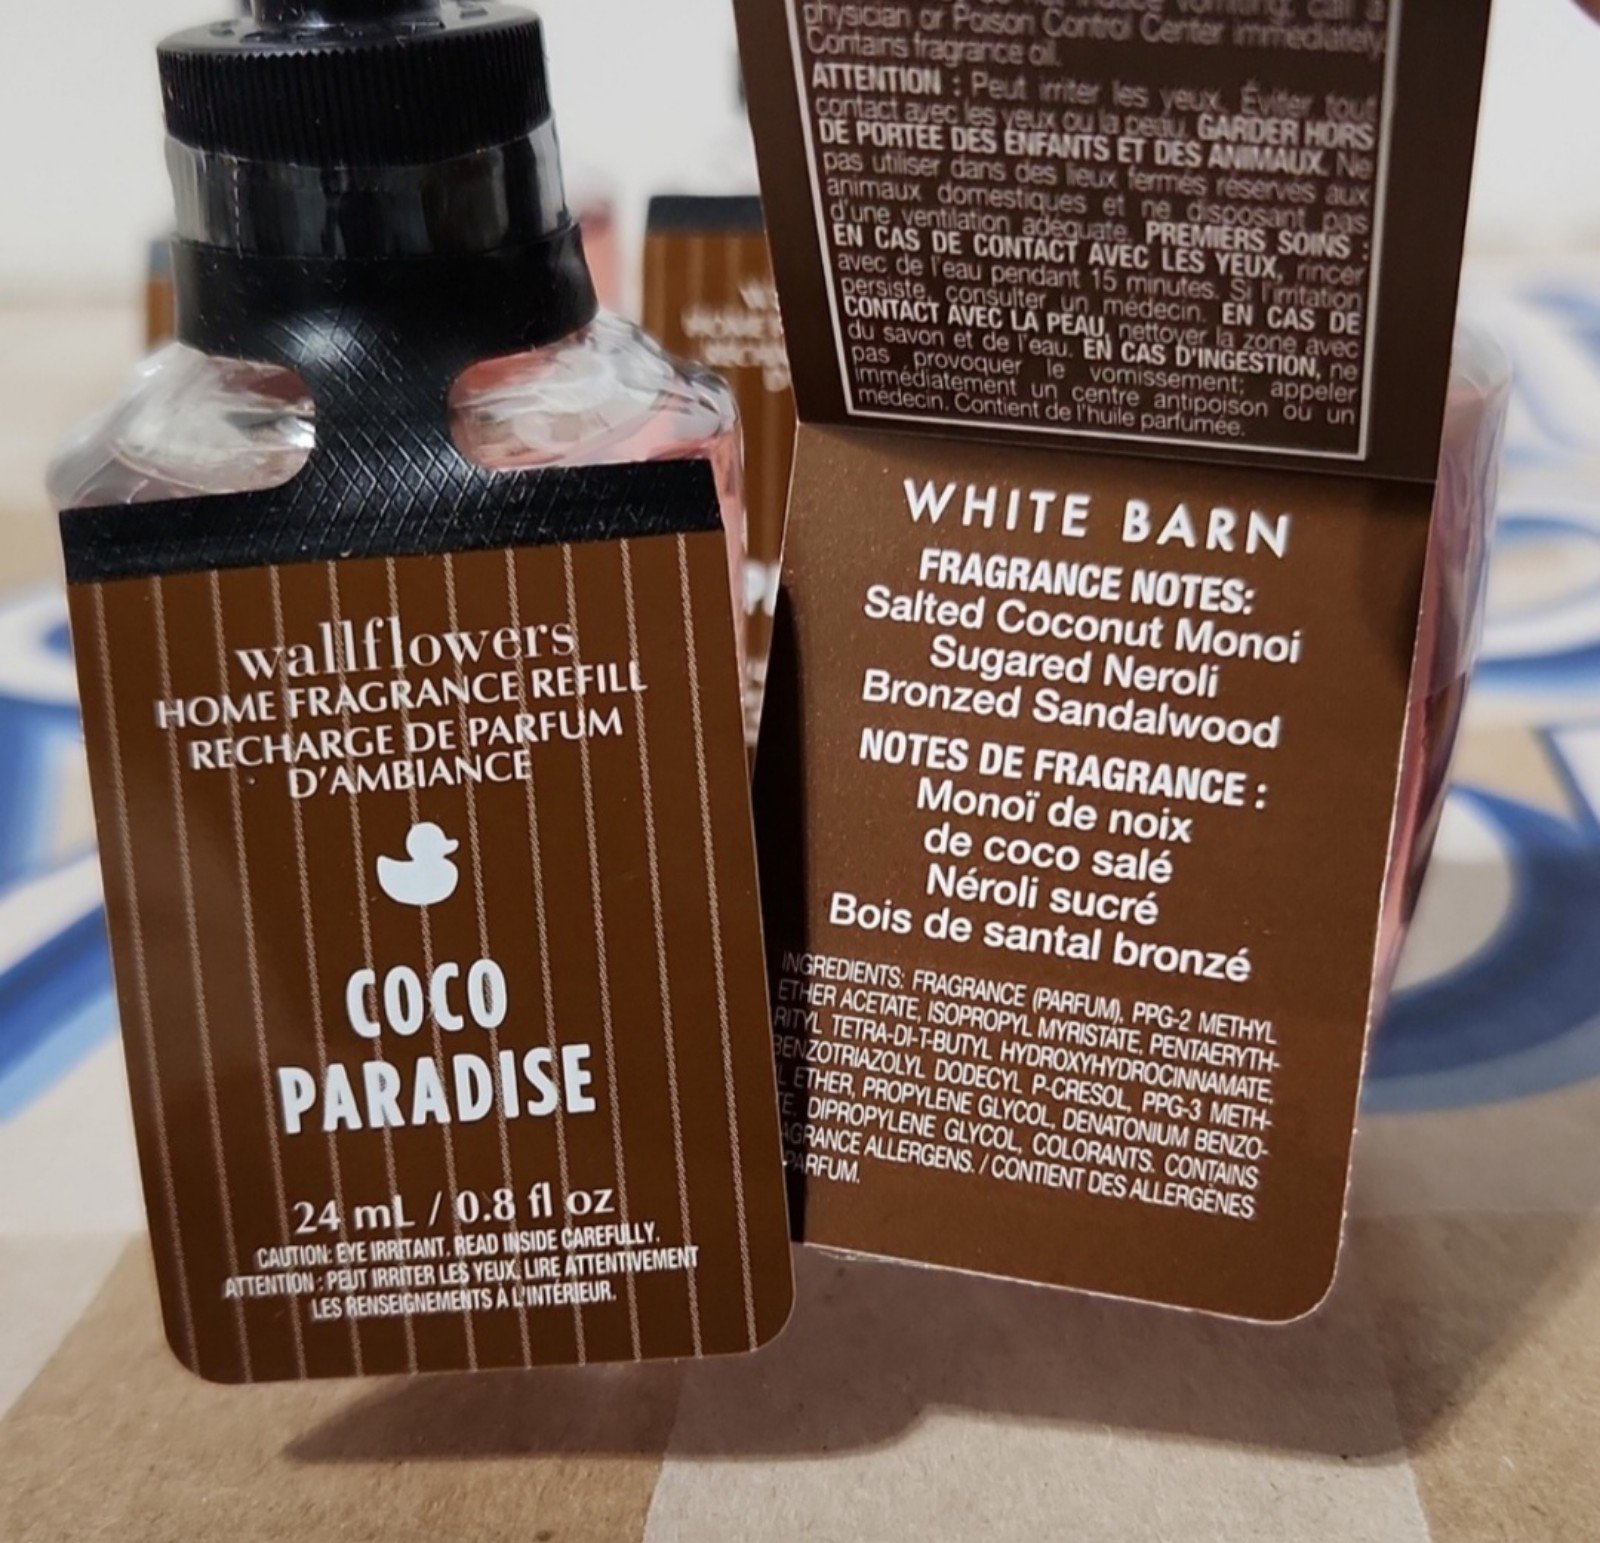 wallflowers
HOME FRAGRANCE REFILL
RECHARGE DE PARFUM
D'AMBIANCE
COCO
PARADISE
24 mL / 0.8 fl oz
CAUTION: EYE IRRITANT. READ INSIDE CAREFULLY.
ATTENTION : PEUT IRRITER LES YEUX. LIRE ATTENTIVEMENT
LES RENSEIGNEMENTS À L'INTÉRIEUR.
vomiting; call a
physician or Poison Control Center immediately.
Contains fragrance oil.
ATTENTION : Peut irriter les yeux. Éviter tout
contact avec les yeux ou la peau. GARDER HORS
DE PORTÉE DES ENFANTS ET DES ANIMAUX. Ne
pas utiliser dans des lieux fermés réservés aux
animaux domestiques et ne disposant pas
d'une ventilation adéquate. PREMIERS SOINS :
EN CAS DE CONTACT AVEC LES YEUX, rincer
avec de l'eau pendant 15 minutes. Si l'irritation
persiste, consulter un médecin. EN CAS DE
CONTACT AVEC LA PEAU, nettoyer la zone avec
du savon et de l'eau. EN CAS D'INGESTION, ne
pas provoquer le vomissement; appeler
immédiatement un centre antipoison ou un
médecin. Contient de l'huile parfumée.
WHITE BARN
FRAGRANCE NOTES:
Salted Coconut Monoi
Sugared Neroli
Bronzed Sandalwood
NOTES DE FRAGRANCE :
Monoï de noix
de coco salé
Néroli sucré
Bois de santal bronzé
INGREDIENTS: FRAGRANCE (PARFUM), PPG-2 METHYL
ETHER ACETATE, ISOPROPYL MYRISTATE, PENTAERYTH-
RITYL TETRA-DI-T-BUTYL HYDROXYHYDROCINNAMATE,
BENZOTRIAZOLYL DODECYL P-CRESOL, PPG-3 METH-
L ETHER, PROPYLENE GLYCOL, DENATONIUM BENZO-
E, DIPROPYLENE GLYCOL, COLORANTS. CONTAINS
AGRANCE ALLERGENS. / CONTIENT DES ALLERGÈNES
PARFUM.